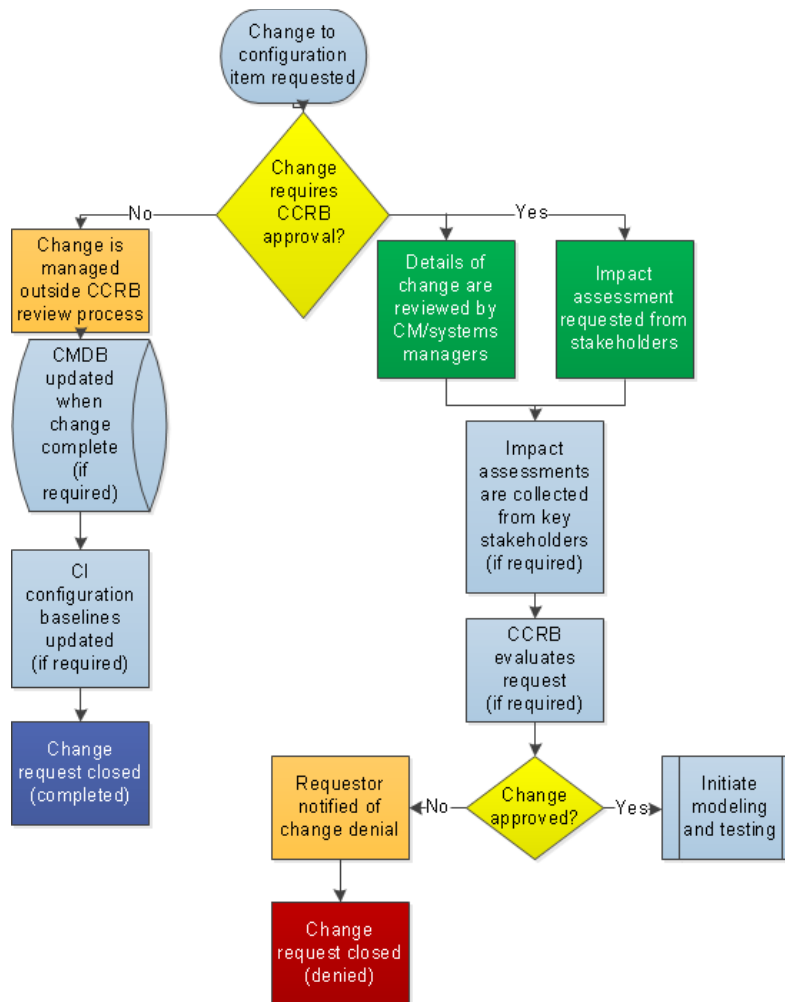 Change to
configuration
item requested
Change
requires
CCRB
approval?
No
Yes
Change is
managed
outside CCRB
review process
Details of
change are
reviewed by
CM/systems
managers
Impact
assessment
requested from
stakeholders
CMDB
updated
when
change
complete
(if
required)
Impact
assessments
are collected
from key
stakeholders
(if required)
CI
configuration
baselines
updated
(if required)
CCRB
evaluates
request
(if required)
Change
request closed
(completed)
Requestor
notified of
change denial
No
Change
approved?
Yes
Initiate
modeling
and testing
Change
request closed
(denied)